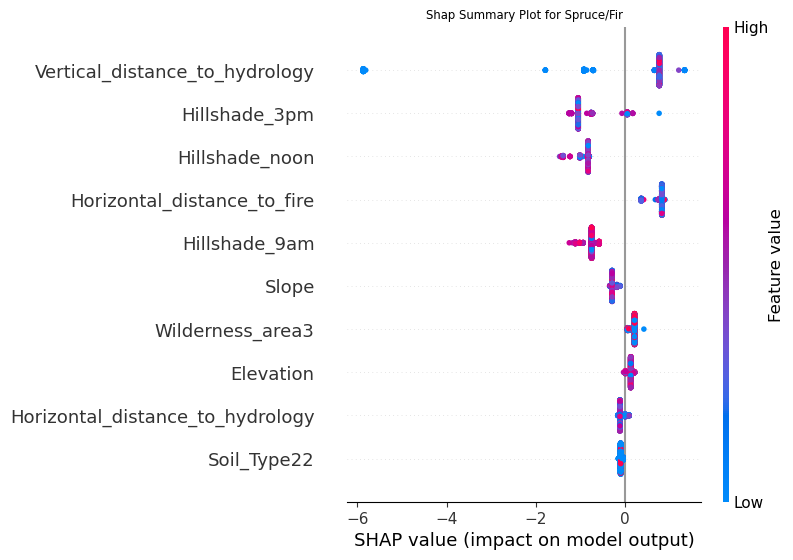 Shap Summary Plot for Spruce/Fir
High
Vertical_distance_to_hydrology
Hillshade_3pm
Hillshade_noon
Horizontal_distance_to_fire
Hillshade_9am
Slope
Wilderness_area3
Elevation
Horizontal_distance_to_hydrology
Soil_Type22
Feature value
Low
−6 −4 −2 0
SHAP value (impact on model output)